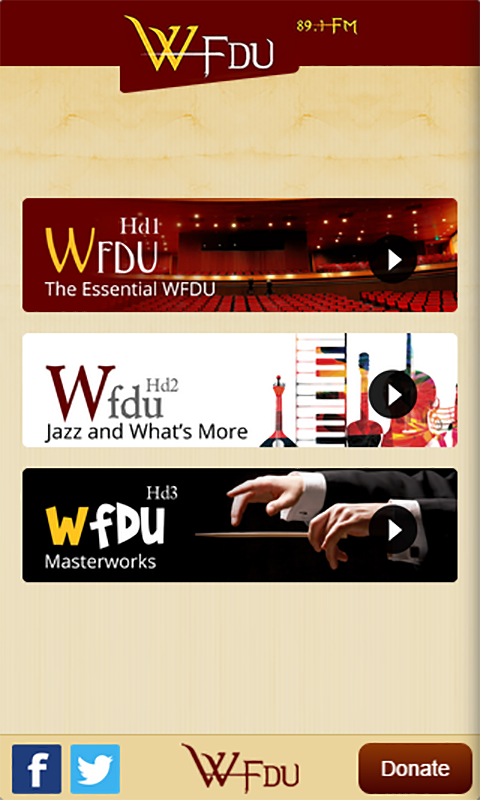 WFDU
89.1 FM
Hd1
WFDU
The Essential WFDU
Hd2
Wfdu
Jazz and What's More
Hd3
WfDU
Masterworks
f
WFDU
Donate